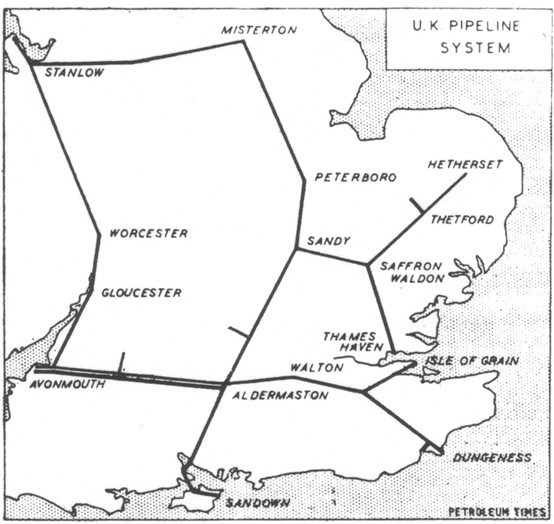 U.K. PIPELINE
SYSTEM
MISTERTON
STANLOW
HETHERSET
PETERBORO
THETFORD
WORCESTER
SANDY
SAFFRON
WALDON
GLOUCESTER
THAMES
HAVEN
ISLE OF GRAIN
WALTON
AVONMOUTH
ALDERMASTON
DUNGENESS
SANDOWN
PETROLEUM TIMES